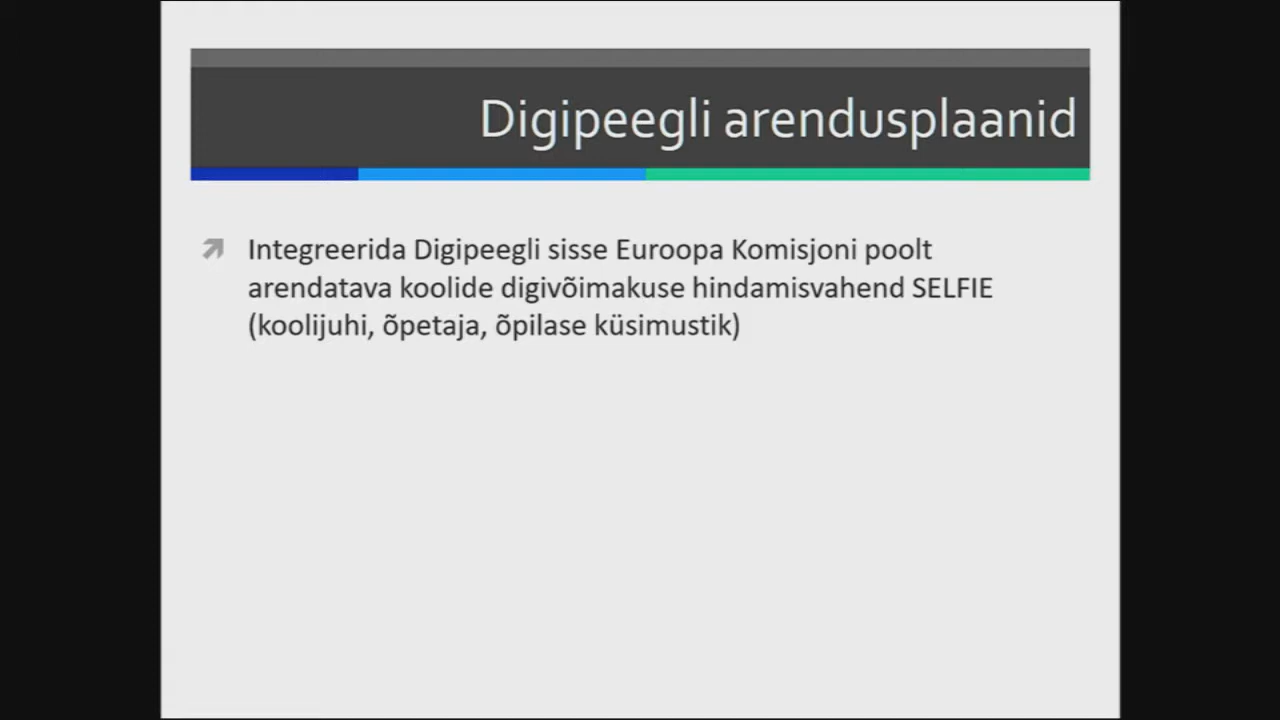 Digipeegli arendusplaanid
Integreerida Digipeegli sisse Euroopa Komisjoni poolt
arendatava koolide digivõimakuse hindamisvahend SELFIE
(koolijuhi, õpetaja, õpilase küsimustik)